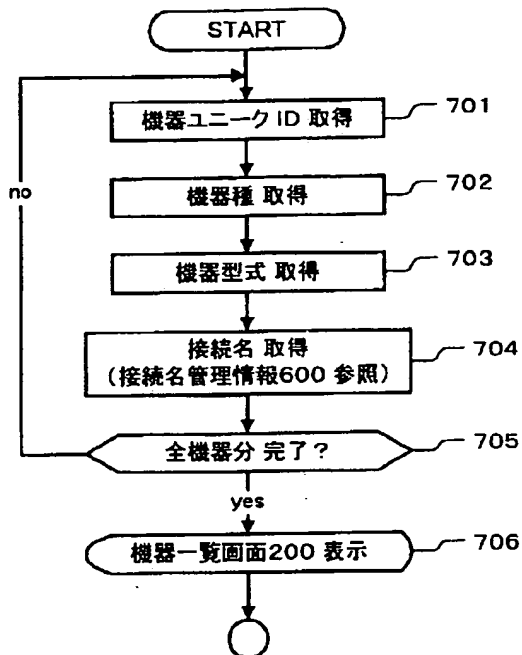 START
機器ユニークID 取得
701
no
機器種 取得
702
機器型式 取得
703
接続名 取得
（接続名管理情報600 参照）
704
全機器分 完了？
705
yes
機器一覧画面200 表示
706